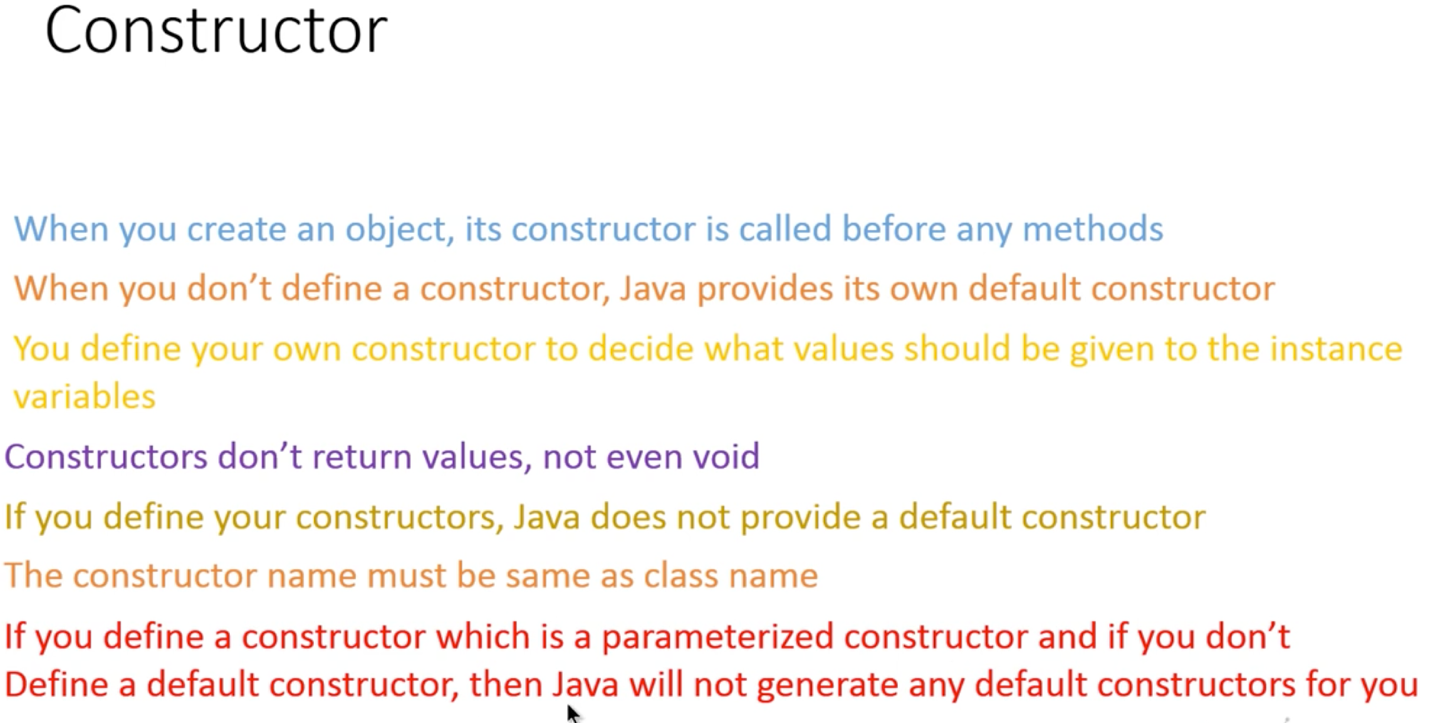 Constructor
When you create an object, its constructor is called before any methods
When you don’t define a constructor, Java provides its own default constructor
You define your own constructor to decide what values should be given to the instance
variables
Constructors don’t return values, not even void
If you define your constructors, Java does not provide a default constructor
The constructor name must be same as class name
If you define a constructor which is a parameterized constructor and if you don’t
Define a default constructor, then Java will not generate any default constructors for you